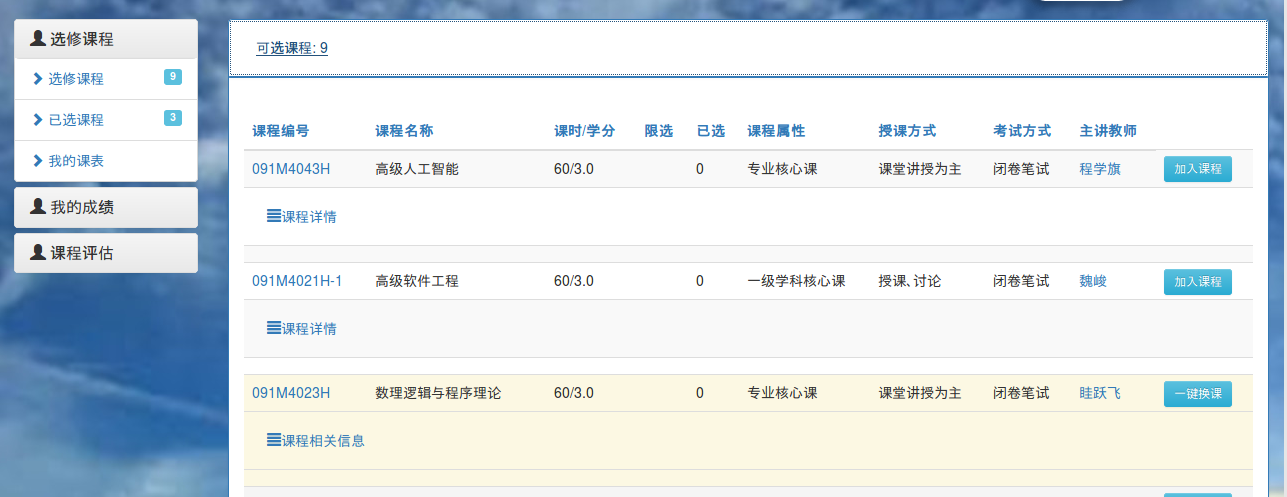 选修课程
选修课程 9
已选课程 3
我的课表
我的成绩
课程评估
可选课程: 9
课程编号 课程名称 课时/学分 限选 已选 课程属性 授课方式 考试方式 主讲教师
091M4043H 高级人工智能 60/3.0 0 专业核心课 课堂讲授为主 闭卷笔试 程学旗 加入课程
课程详情
091M4021H-1 高级软件工程 60/3.0 0 一级学科核心课 授课、讨论 闭卷笔试 魏峻 加入课程
课程详情
091M4023H 数理逻辑与程序理论 60/3.0 0 专业核心课 课堂讲授为主 闭卷笔试 眭跃飞 一键换课
课程相关信息